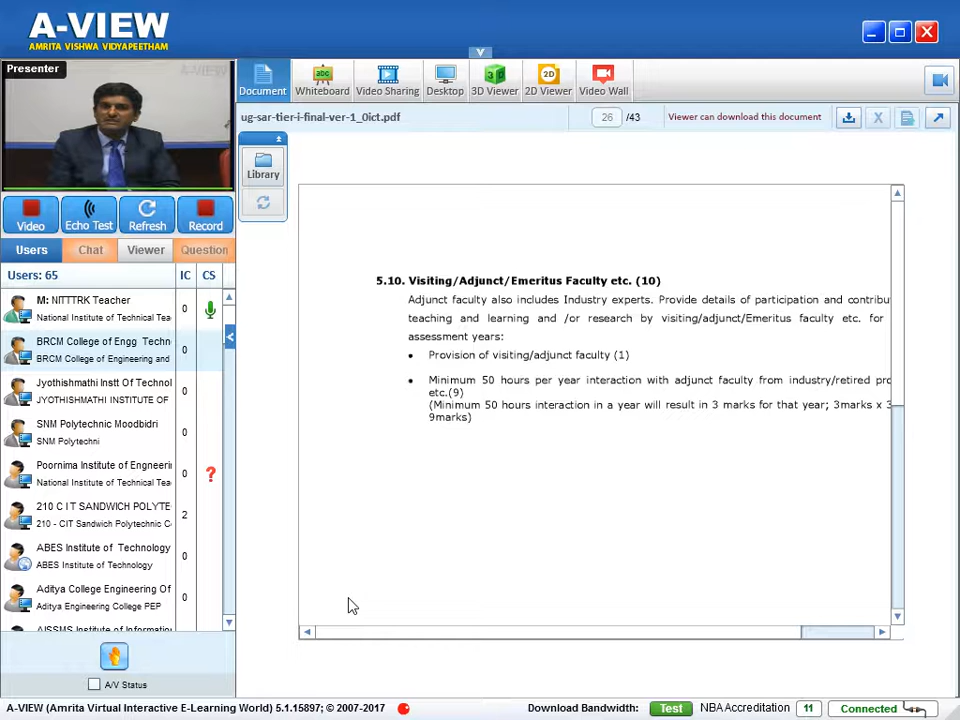 A-VIEW
AMRITA VISHWA VIDYAPEETHAM
Presenter
A-VIEW
Document
Whiteboard
Video Sharing
Desktop
3D Viewer
2D Viewer
Video Wall
ug-sar-tier-i-final-ver-1_0ict.pdf
26 /43
Viewer can download this document
Library
Video
Echo Test
Refresh
Record
Users
Chat
Viewer
Question
Users: 65
IC
CS
M: NITTTRK Teacher
National Institute of Technical Tea
0
BRCM College of Engg Techn
BRCM College of Engineering and
0
Jyothishmathi Instt Of Technol
JYOTHISHMATHI INSTITUTE OF
0
SNM Polytechnic Moodbidri
SNM Polytechni
0
Poornima Institute of Engneeri
National Institute of Technical Tea
0
?
210 C I T SANDWICH POLYTE
210 - CIT Sandwich Polytechnic C
2
ABES Institute of Technology
ABES Institute of Technology
0
Aditya College Engineering Of
Aditya Engineering College PEP
0
AISSMS Institute of Informatio
A/V Status
5.10. Visiting/Adjunct/Emeritus Faculty etc. (10)
Adjunct faculty also includes Industry experts. Provide details of participation and contribu
teaching and learning and /or research by visiting/adjunct/Emeritus faculty etc. for
assessment years:
• Provision of visiting/adjunct faculty (1)
• Minimum 50 hours per year interaction with adjunct faculty from industry/retired pro
etc.(9)
(Minimum 50 hours interaction in a year will result in 3 marks for that year; 3marks x 3
9marks)
A-VIEW (Amrita Virtual Interactive E-Learning World) 5.1.15897; © 2007-2017
Download Bandwidth:
Test
NBA Accreditation
11
Connected